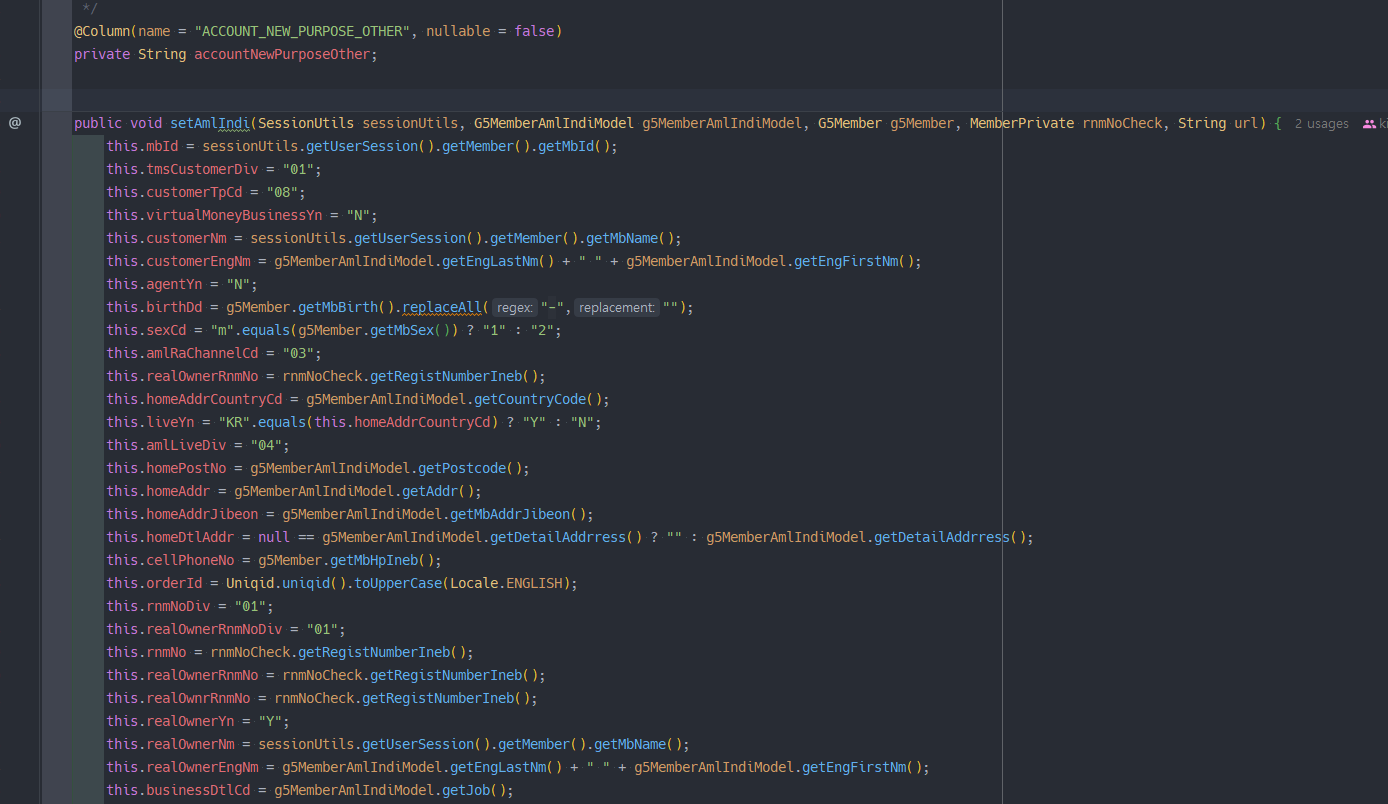 */
@Column(name = "ACCOUNT_NEW_PURPOSE_OTHER", nullable = false)
private String accountNewPurposeOther;
@ public void setAmlIndi(SessionUtils sessionUtils, G5MemberAmlIndiModel g5MemberAmlIndiModel, G5Member g5Member, MemberPrivate rnmNoCheck, String url) { 2 usages ki
this.mbId = sessionUtils.getUserSession().getMember().getMbId();
this.tmsCustomerDiv = "01";
this.customerTpCd = "08";
this.virtualMoneyBusinessYn = "N";
this.customerNm = sessionUtils.getUserSession().getMember().getMbName();
this.customerEngNm = g5MemberAmlIndiModel.getEngLastNm() + " " + g5MemberAmlIndiModel.getEngFirstNm();
this.agentYn = "N";
this.birthDd = g5Member.getMbBirth().replaceAll( regex: "-", replacement: "");
this.sexCd = "m".equals(g5Member.getMbSex()) ? "1" : "2";
this.amlRaChannelCd = "03";
this.realOwnerRnmNo = rnmNoCheck.getRegistNumberIneb();
this.homeAddrCountryCd = g5MemberAmlIndiModel.getCountryCode();
this.liveYn = "KR".equals(this.homeAddrCountryCd) ? "Y" : "N";
this.amlLiveDiv = "04";
this.homePostNo = g5MemberAmlIndiModel.getPostcode();
this.homeAddr = g5MemberAmlIndiModel.getAddr();
this.homeAddrJibeon = g5MemberAmlIndiModel.getMbAddrJibeon();
this.homeDtlAddr = null == g5MemberAmlIndiModel.getDetailAddrress() ? "" : g5MemberAmlIndiModel.getDetailAddrress();
this.cellPhoneNo = g5Member.getMbHpIneb();
this.orderId = Uniqid.uniqid().toUpperCase(Locale.ENGLISH);
this.rnmNoDiv = "01";
this.realOwnerRnmNoDiv = "01";
this.rnmNo = rnmNoCheck.getRegistNumberIneb();
this.realOwnerRnmNo = rnmNoCheck.getRegistNumberIneb();
this.realOwnrRnmNo = rnmNoCheck.getRegistNumberIneb();
this.realOwnerYn = "Y";
this.realOwnerNm = sessionUtils.getUserSession().getMember().getMbName();
this.realOwnerEngNm = g5MemberAmlIndiModel.getEngLastNm() + " " + g5MemberAmlIndiModel.getEngFirstNm();
this.businessDtlCd = g5MemberAmlIndiModel.getJob();